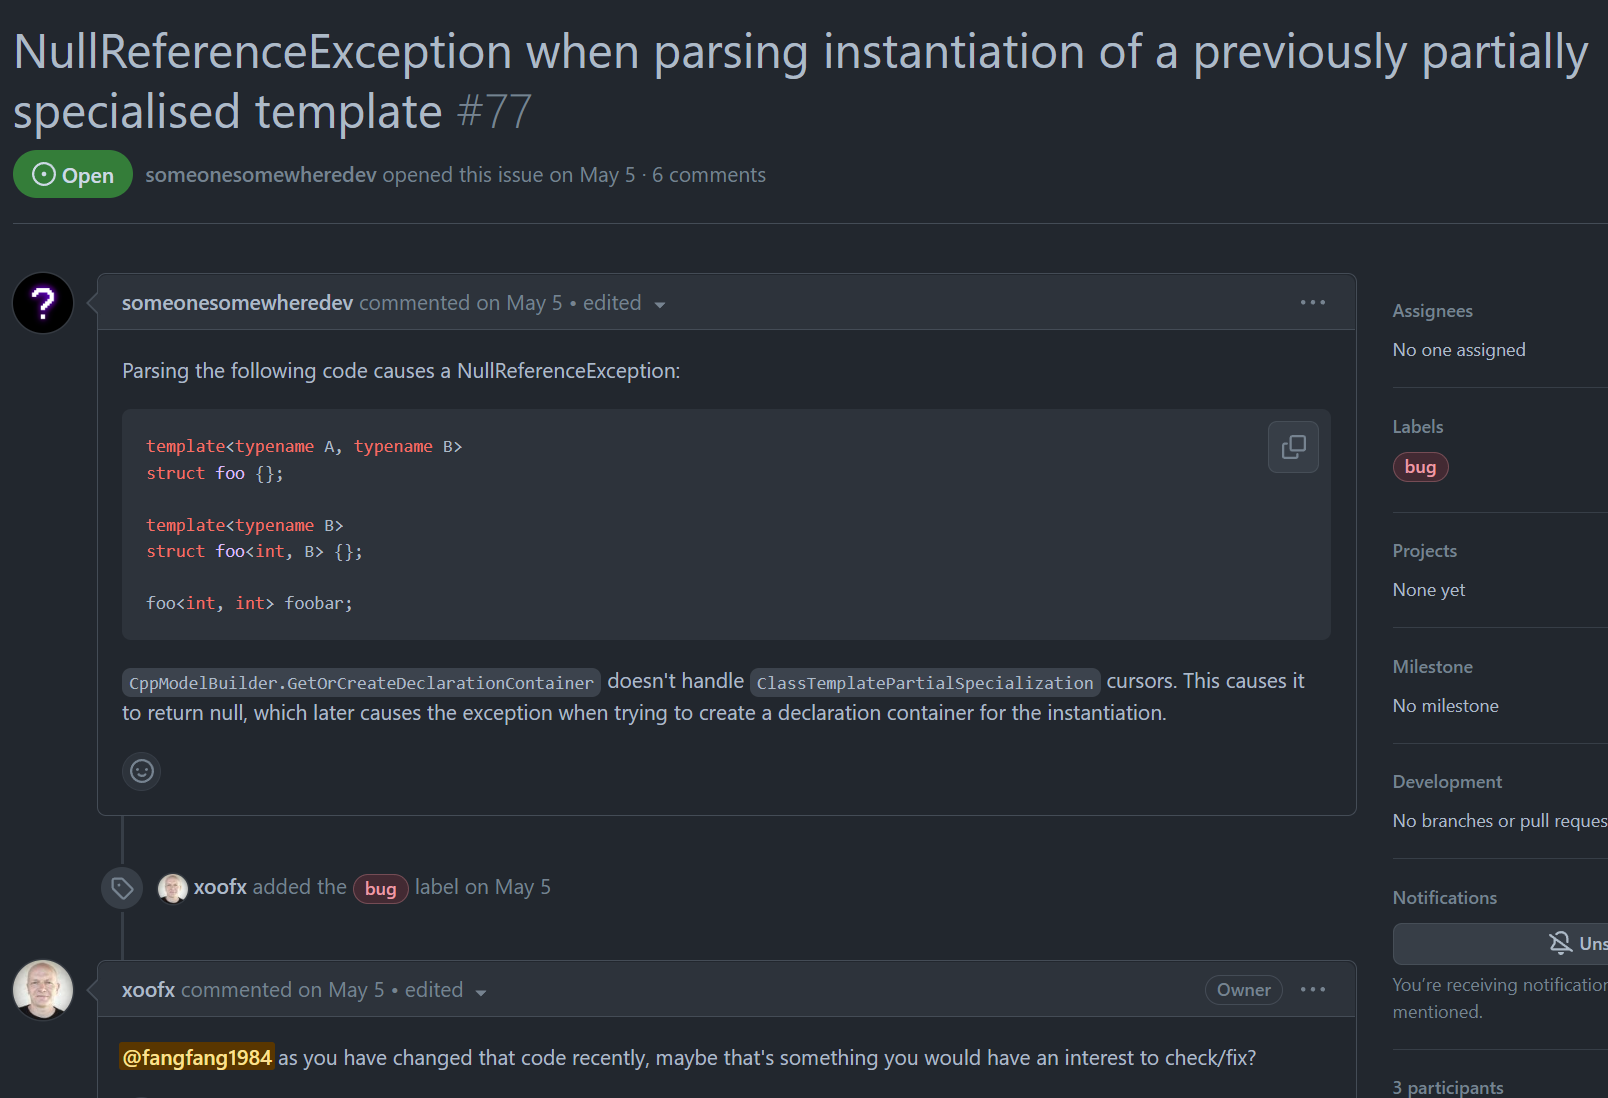 NullReferenceException when parsing instantiation of a previously partially
specialised template #77
Open
someonesomewheredev opened this issue on May 5 · 6 comments
someonesomewheredev commented on May 5 • edited
Parsing the following code causes a NullReferenceException:
template<typename A, typename B>
struct foo {};
template<typename B>
struct foo<int, B> {};
foo<int, int> foobar;
CppModelBuilder.GetOrCreateDeclarationContainer doesn't handle ClassTemplatePartialSpecialization cursors. This causes it
to return null, which later causes the exception when trying to create a declaration container for the instantiation.
xoofx added the bug label on May 5
xoofx commented on May 5 • edited
Owner
@fangfang1984 as you have changed that code recently, maybe that's something you would have an interest to check/fix?
Assignees
No one assigned
Labels
bug
Projects
None yet
Milestone
No milestone
Development
No branches or pull reques
Notifications
Uns
You're receiving notification
mentioned.
3 participants